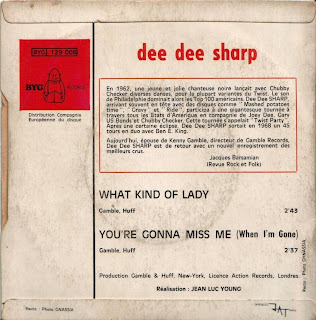 BYG 129 008
dee dee sharp
BYG RECORDS
Distribution Compagnie
Européenne du disque
En 1962, une jeune et jolie chanteuse noire lançait avec Chubby
Checker diverses danses, pour la plupart variantes du Twist. Le son
de Philadelphie dominait alors les Top 100 américains. Dee Dee SHARP,
arrivant souvent en tête avec des disques comme " Mashed potatoes
time ", " Gravy " et " Ride ", participa à une gigantesque tournée à
travers tous les Etats d'Amérique en compagnie de Joey Dee, Gary
US Bonds et Chubby Checker. Cette tournée s'appelait " Twist Party ".
Après une certaine éclipse, Dee Dee SHARP sortait en 1968 un 45
tours en duo avec Ben E. King.
Aujourd'hui, épouse de Kenny Gamble, directeur de Gamble Records,
Dee Dee SHARP est de retour avec un nouvel enregistrement des
meilleurs crus.
Jacques Barsamian
(Revue Rock et Folk)
WHAT KIND OF LADY
Gamble, Huff 2'43
YOU'RE GONNA MISS ME (When I'm Gone)
Gamble, Huff 2'37
Production Gamble & Huff, New-York, Licence Action Records, Londres
Réalisation : JEAN LUC YOUNG